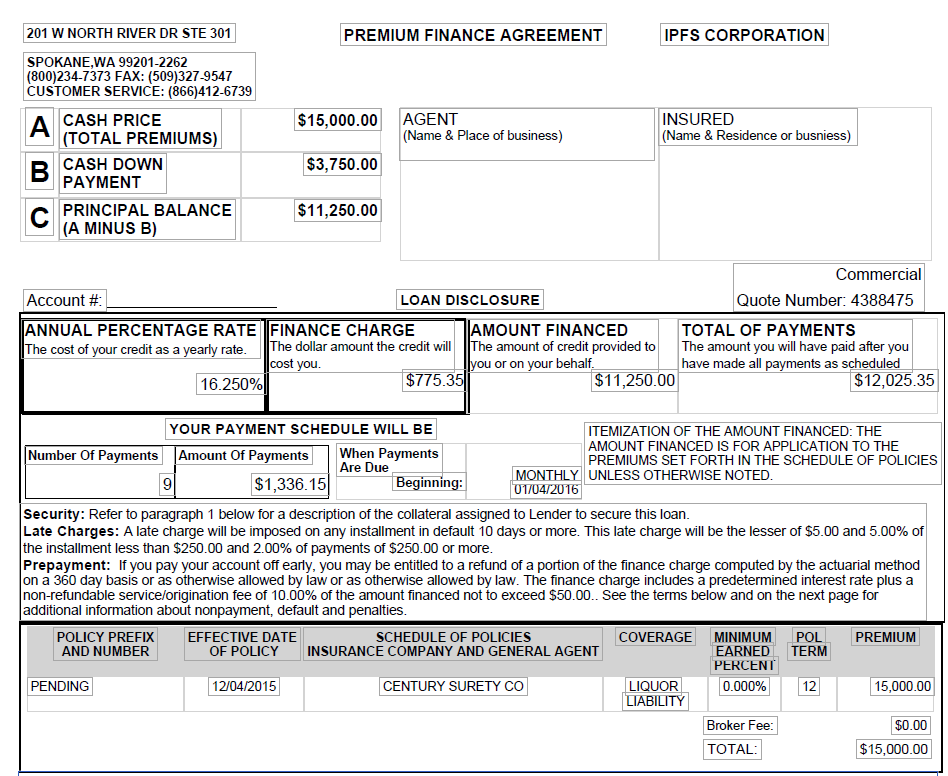 201 W NORTH RIVER DR STE 301
PREMIUM FINANCE AGREEMENT
IPFS CORPORATION
SPOKANE,WA 99201-2262
(800)234-7373 FAX: (509)327-9547
CUSTOMER SERVICE: (866)412-6739
A CASH PRICE $15,000.00
(TOTAL PREMIUMS)
B CASH DOWN $3,750.00
PAYMENT
C PRINCIPAL BALANCE $11,250.00
(A MINUS B)
AGENT
(Name & Place of business)
INSURED
(Name & Residence or busniess)
Commercial
Account #:
LOAN DISCLOSURE
Quote Number: 4388475
ANNUAL PERCENTAGE RATE
The cost of your credit as a yearly rate.
16.250%
FINANCE CHARGE
The dollar amount the credit will
cost you.
$775.35
AMOUNT FINANCED
The amount of credit provided to
you or on your behalf.
$11,250.00
TOTAL OF PAYMENTS
The amount you will have paid after you
have made all payments as scheduled
$12,025.35
YOUR PAYMENT SCHEDULE WILL BE
Number Of Payments
9
Amount Of Payments
$1,336.15
When Payments
Are Due
Beginning:
MONTHLY
01/04/2016
ITEMIZATION OF THE AMOUNT FINANCED: THE
AMOUNT FINANCED IS FOR APPLICATION TO THE
PREMIUMS SET FORTH IN THE SCHEDULE OF POLICIES
UNLESS OTHERWISE NOTED.
Security: Refer to paragraph 1 below for a description of the collateral assigned to Lender to secure this loan.
Late Charges: A late charge will be imposed on any installment in default 10 days or more. This late charge will be the lesser of $5.00 and 5.00% of
the installment less than $250.00 and 2.00% of payments of $250.00 or more.
Prepayment: If you pay your account off early, you may be entitled to a refund of a portion of the finance charge computed by the actuarial method
on a 360 day basis or as otherwise allowed by law or as otherwise allowed by law. The finance charge includes a predetermined interest rate plus a
non-refundable service/origination fee of 10.00% of the amount financed not to exceed $50.00.. See the terms below and on the next page for
additional information about nonpayment, default and penalties.
POLICY PREFIX
AND NUMBER
EFFECTIVE DATE
OF POLICY
SCHEDULE OF POLICIES
INSURANCE COMPANY AND GENERAL AGENT
COVERAGE
MINIMUM
EARNED
PERCENT
POL
TERM
PREMIUM
PENDING
12/04/2015
CENTURY SURETY CO
LIQUOR
LIABILITY
0.000%
12
15,000.00
Broker Fee: $0.00
TOTAL: $15,000.00